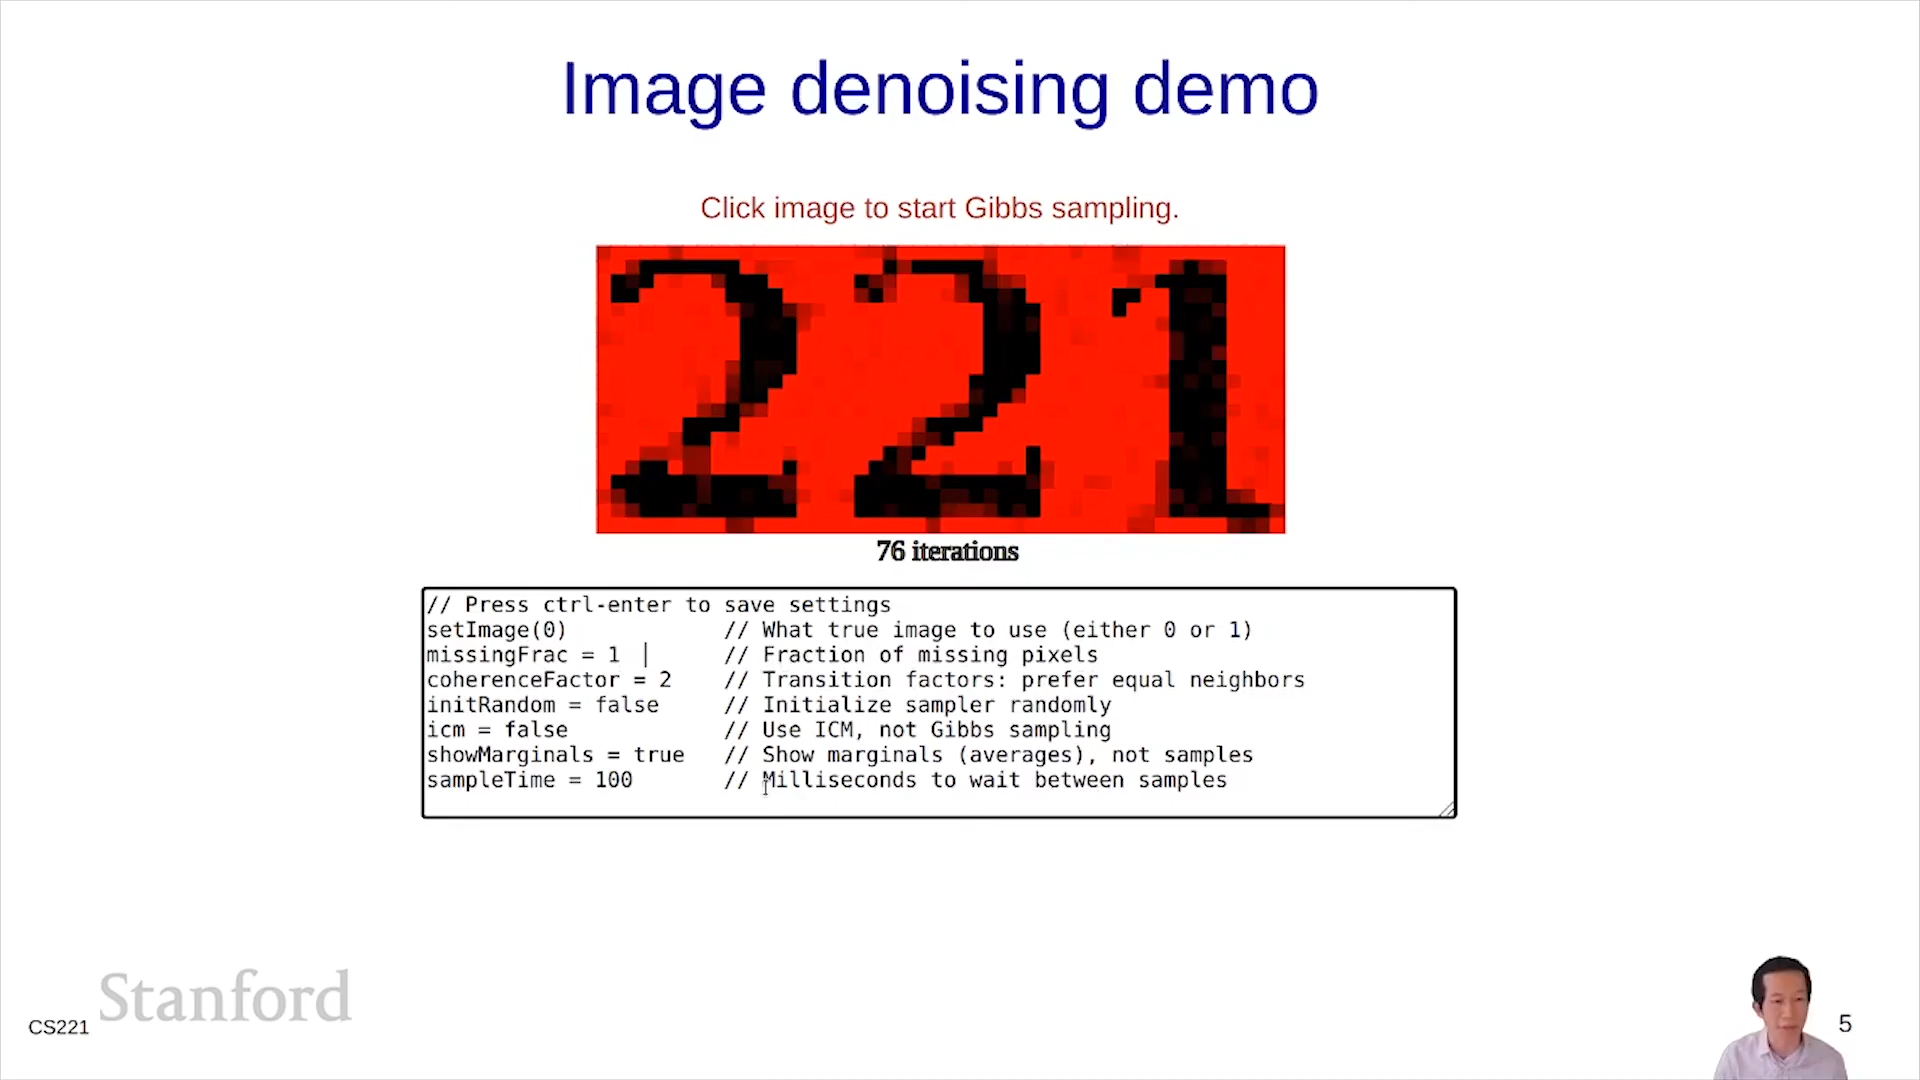 Image denoising demo
Click image to start Gibbs sampling.
221
76 iterations
// Press ctrl-enter to save settings
setImage(0) // What true image to use (either 0 or 1)
missingFrac = 1 // Fraction of missing pixels
coherenceFactor = 2 // Transition factors: prefer equal neighbors
initRandom = false // Initialize sampler randomly
icm = false // Use ICM, not Gibbs sampling
showMarginals = true // Show marginals (averages), not samples
sampleTime = 100 // Milliseconds to wait between samples
Stanford
CS221
5